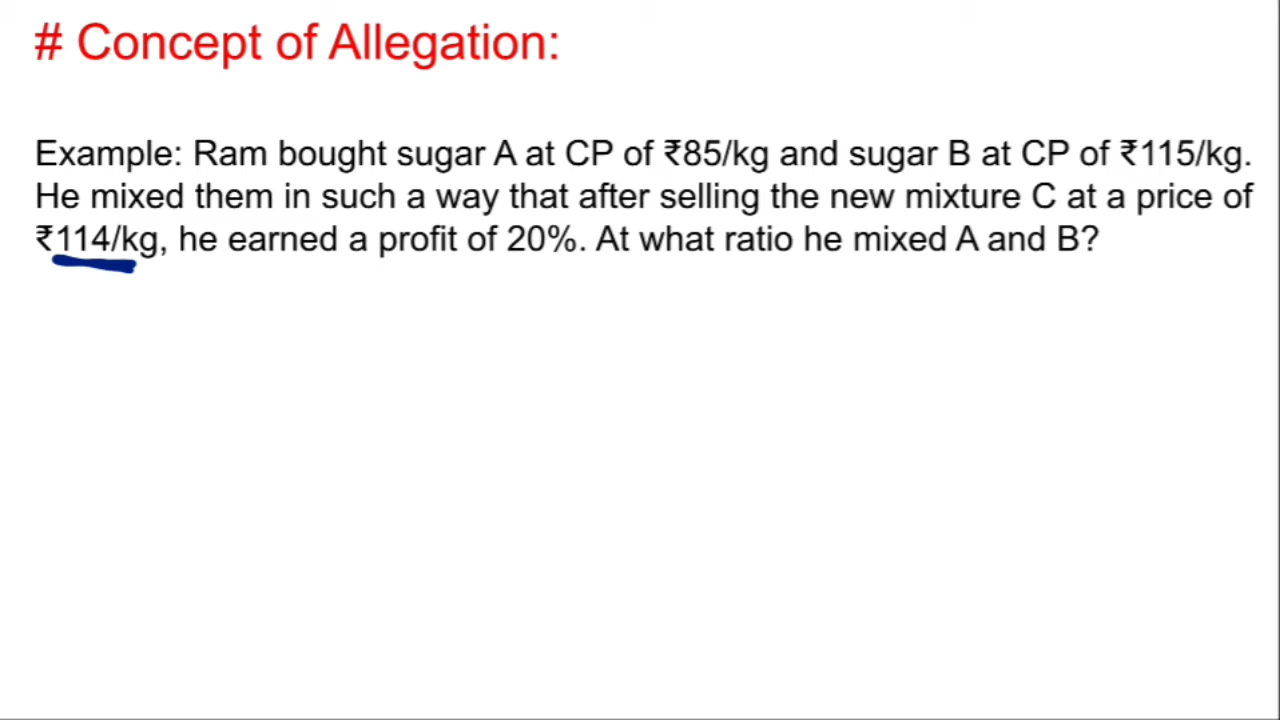 # Concept of Allegation:
Example: Ram bought sugar A at CP of ₹85/kg and sugar B at CP of ₹115/kg.
He mixed them in such a way that after selling the new mixture C at a price of
₹114/kg, he earned a profit of 20%. At what ratio he mixed A and B?